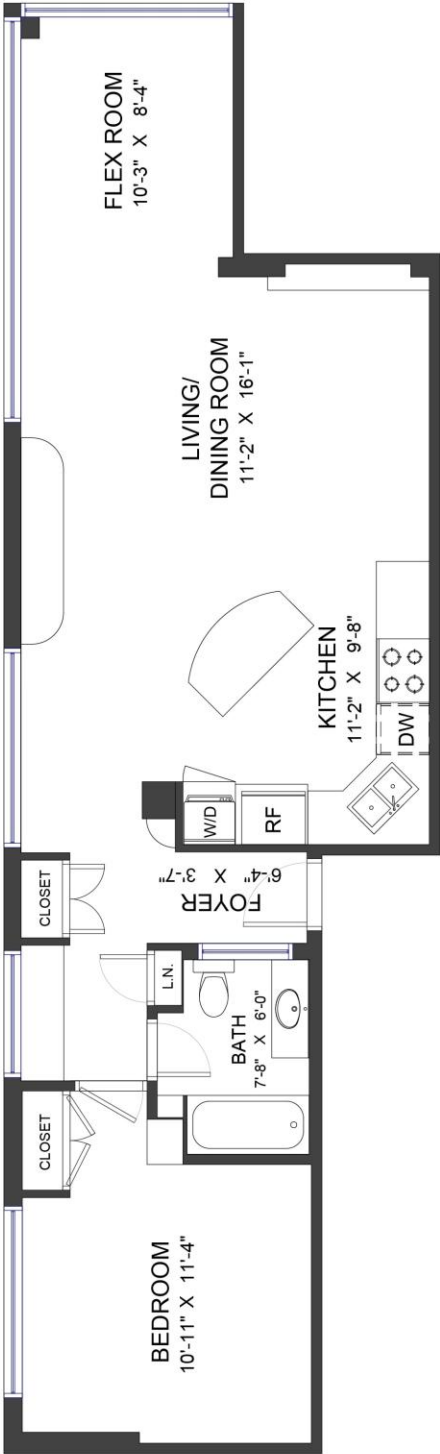 FLEX ROOM
10'-3" X 8'-4"
LIVING/
DINING ROOM
11'-2" X 16'-1"
KITCHEN
11'-2" X 9'-8"
DW
RF
W/D
FOYER
6'-4" X 3'-7"
CLOSET
L.N.
BATH
7'-8" X 6'-0"
CLOSET
BEDROOM
10'-11" X 11'-4"